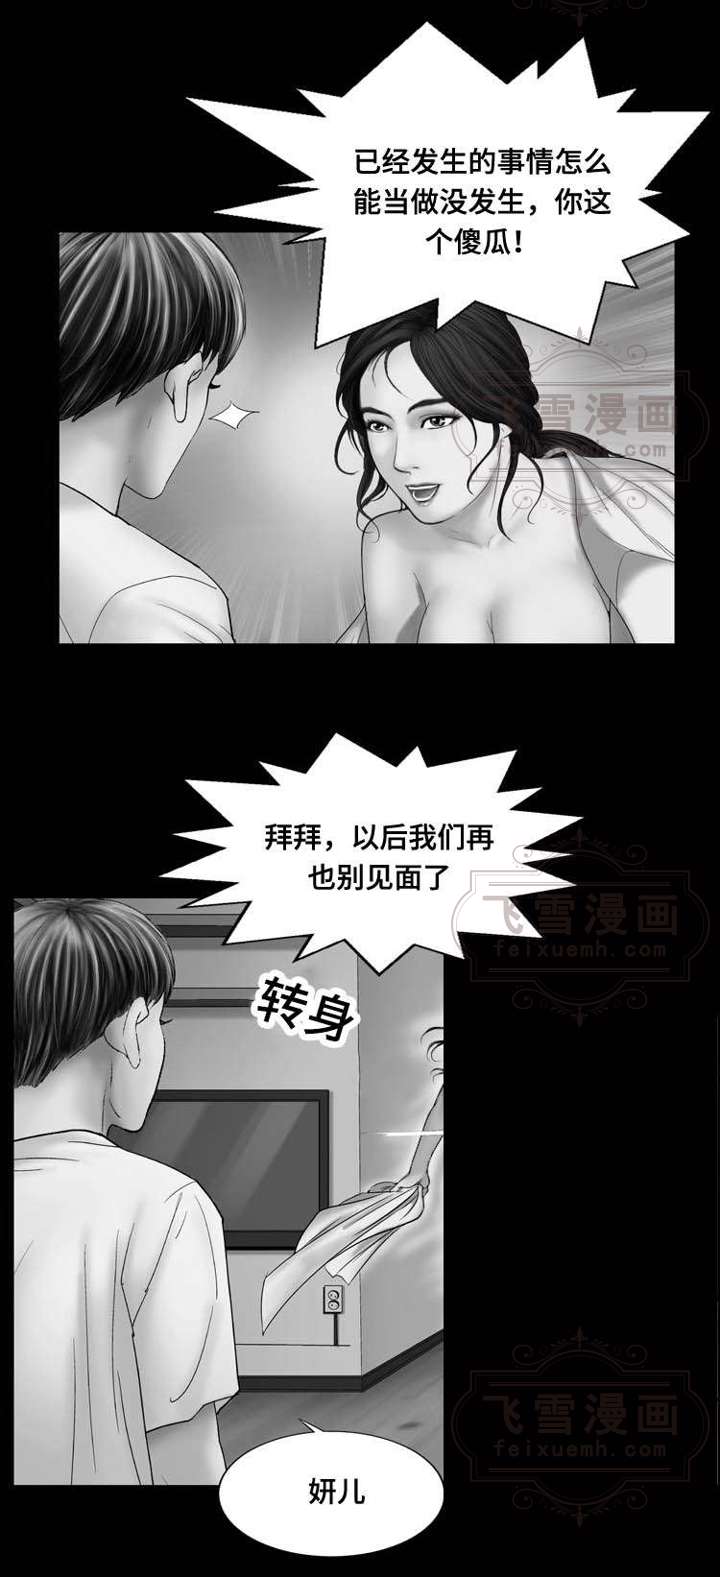 已经发生的事情怎么
能当做没发生，你这
个傻瓜！
飞雪漫画
feixuemh.com
拜拜，以后我们再
也别见面了
飞雪漫画
feixuemh.com
转身
飞雪漫画
feixuemh.com
妍儿